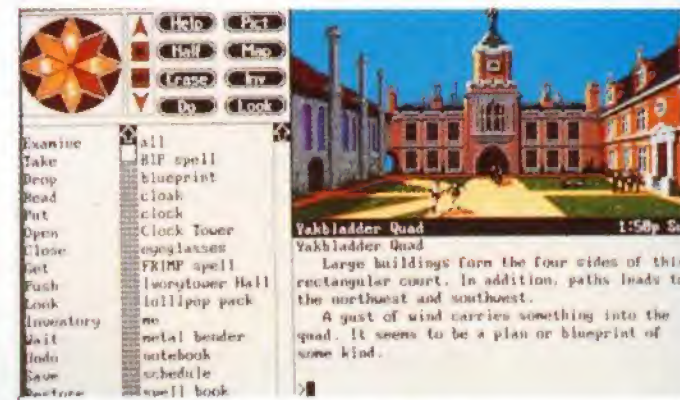 Help Pict
Half Map
Erase Inv
Do Look
Examine
Take
Drop
Read
Put
Open
Close
Get
Push
Look
Inventory
Wait
Undo
Save
Restore
all
BIP spell
blueprint
cloak
clock
Clock Tower
eyeglasses
FRIMP spell
Ivorytower Hall
lollipop pack
me
metal bender
notebook
schedule
spell book
Yakbladder Quad 1:50p
Yakbladder Quad
Large buildings form the four sides of this
rectangular court. In addition, paths leads to
the northwest and southwest.
A gust of wind carries something into the
quad. It seems to be a plan or blueprint of
some kind.
>